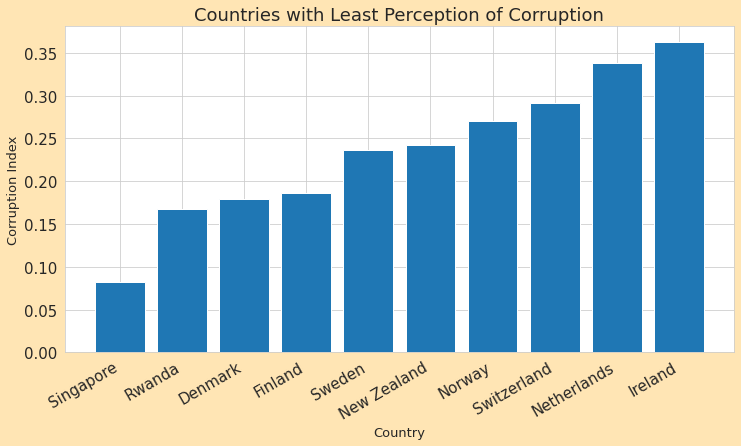 Countries with Least Perception of Corruption
Corruption Index
0.35
0.30
0.25
0.20
0.15
0.10
0.05
0.00
Singapore
Rwanda
Denmark
Finland
Sweden
New Zealand
Norway
Switzerland
Netherlands
Ireland
Country